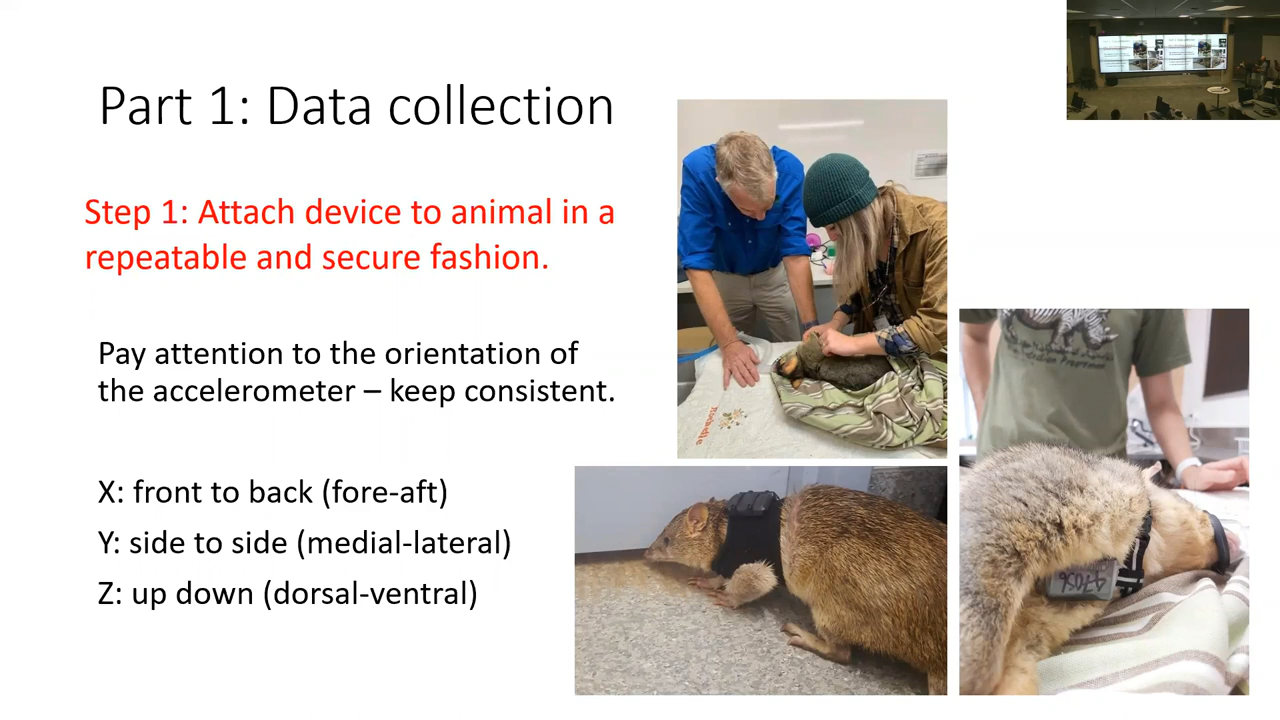 Part 1: Data collection
Step 1: Attach device to animal in a
repeatable and secure fashion.
Pay attention to the orientation of
the accelerometer – keep consistent.
X: front to back (fore-aft)
Y: side to side (medial-lateral)
Z: up down (dorsal-ventral)